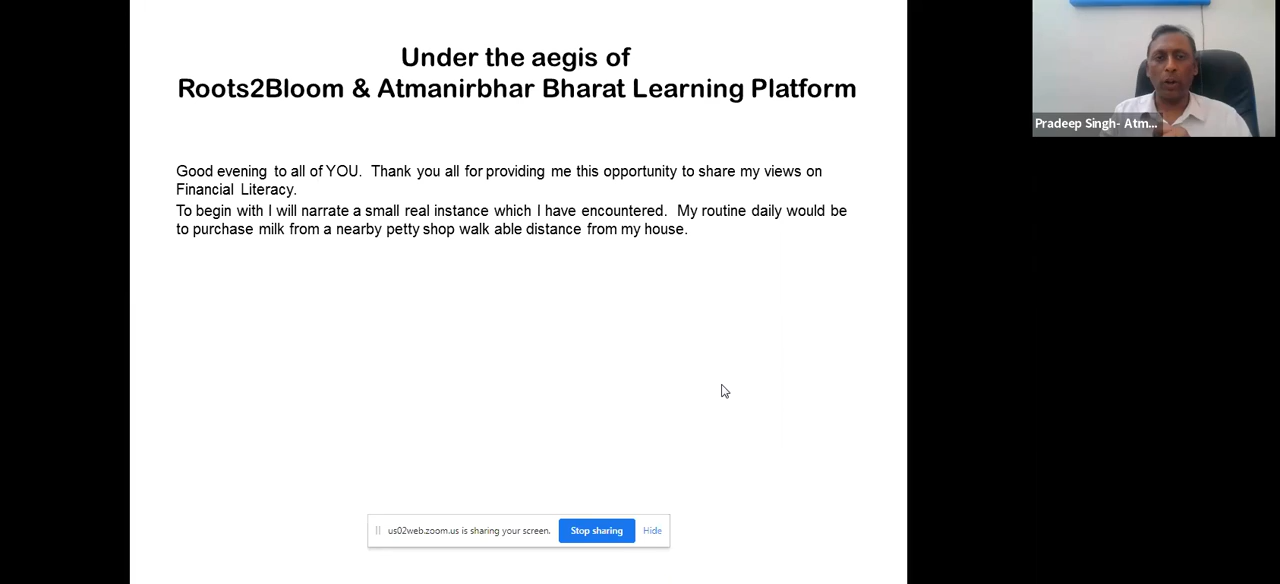 Under the aegis of
Roots2Bloom & Atmanirbhar Bharat Learning Platform
Good evening to all of YOU. Thank you all for providing me this opportunity to share my views on
Financial Literacy.
To begin with I will narrate a small real instance which I have encountered. My routine daily would be
to purchase milk from a nearby petty shop walk able distance from my house.
Pradeep Singh- Atm...
us02web.zoom.us is sharing your screen.
Stop sharing
Hide